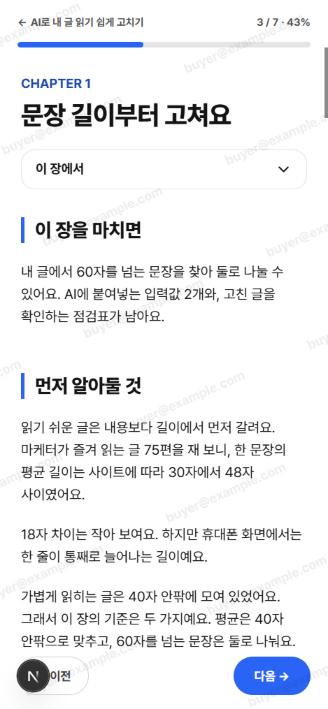 ← AI로 내 글 읽기 쉽게 고치기
3 / 7 · 43%
CHAPTER 1
문장 길이부터 고쳐요
이 장에서
이 장을 마치면
내 글에서 60자를 넘는 문장을 찾아 둘로 나눌 수
있어요. AI에 붙여넣는 입력값 2개와, 고친 글을
확인하는 점검표가 남아요.
먼저 알아둘 것
읽기 쉬운 글은 내용보다 길이에서 먼저 갈려요.
마케터가 즐겨 읽는 글 75편을 재 보니, 한 문장의
평균 길이는 사이트에 따라 30자에서 48자
사이였어요.
18자 차이는 작아 보여요. 하지만 휴대폰 화면에서는
한 줄이 통째로 늘어나는 길이예요.
가볍게 읽히는 글은 40자 안팎에 모여 있었어요.
그래서 이 장의 기준은 두 가지예요. 평균은 40자
안팎으로 맞추고, 60자를 넘는 문장은 둘로 나눠요.
N
이전
다음 →
buyer@example.com